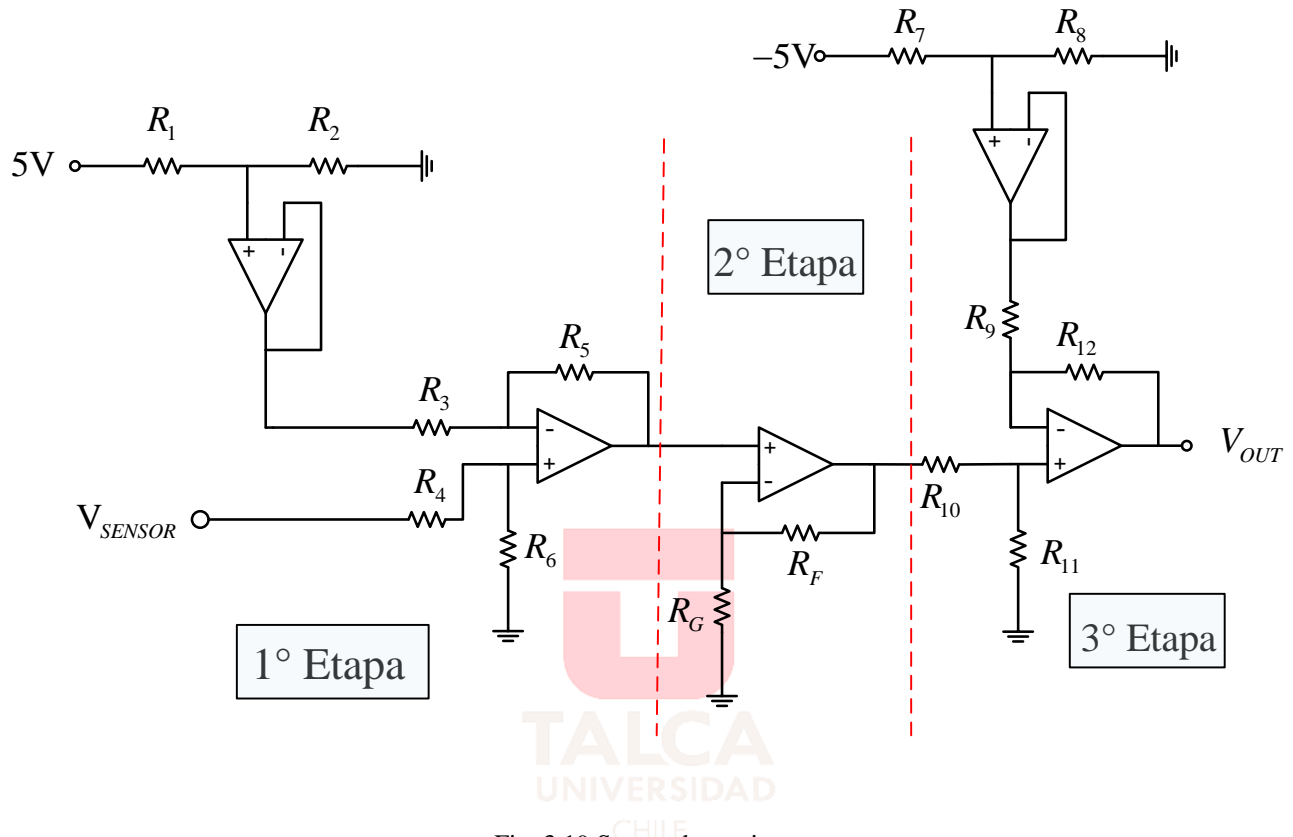 R7
R8
−5V
R1
R2
5V
+ -
+ -
2° Etapa
R9
R12
R5
R3
-
+
VSENSOR
R4
R6
+
-
RF
RG
R10
-
+
VOUT
R11
1° Etapa
3° Etapa
TALCA
UNIVERSIDAD
CHILE